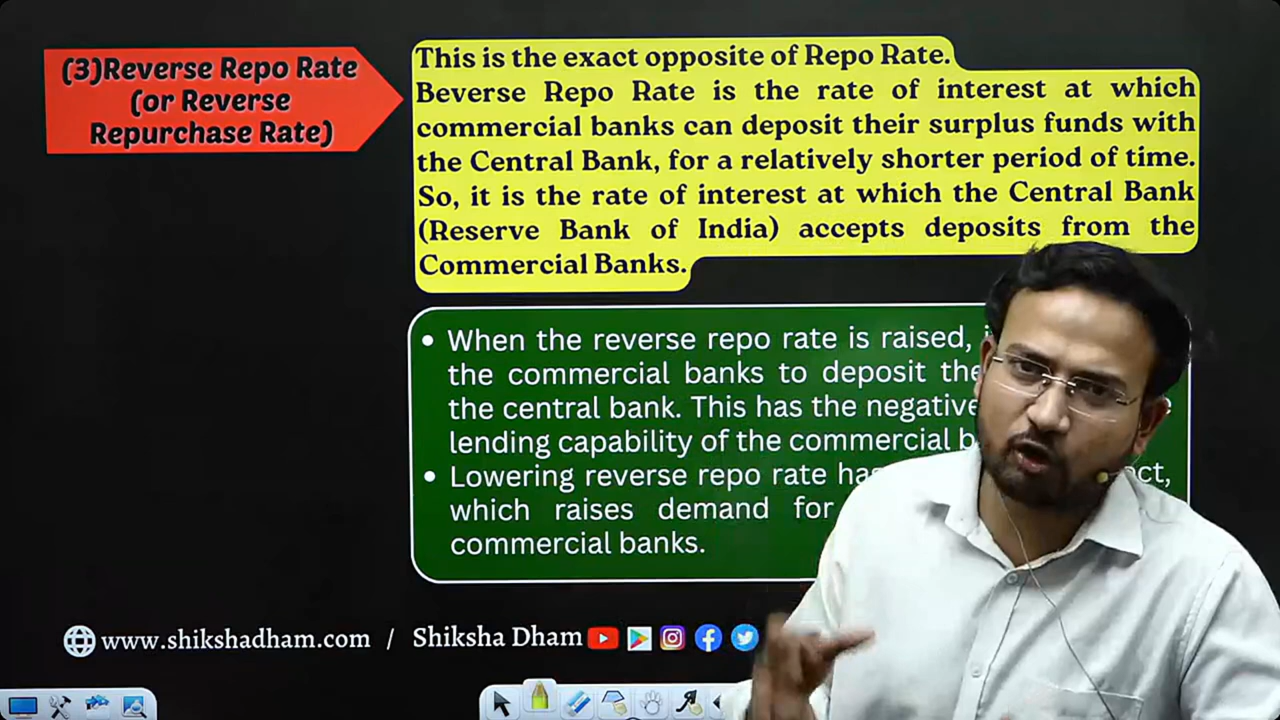 (3)Reverse Repo Rate
(or Reverse
Repurchase Rate)
This is the exact opposite of Repo Rate.
Beverse Repo Rate is the rate of interest at which
commercial banks can deposit their surplus funds with
the Central Bank, for a relatively shorter period of time.
So, it is the rate of interest at which the Central Bank
(Reserve Bank of India) accepts deposits from the
Commercial Banks.
• When the reverse repo rate is raised,
the commercial banks to deposit
the central bank. This has the negative
lending capability of the commercial
• Lowering reverse repo rate
which raises demand for
commercial banks.
www.shikshadham.com / Shiksha Dham